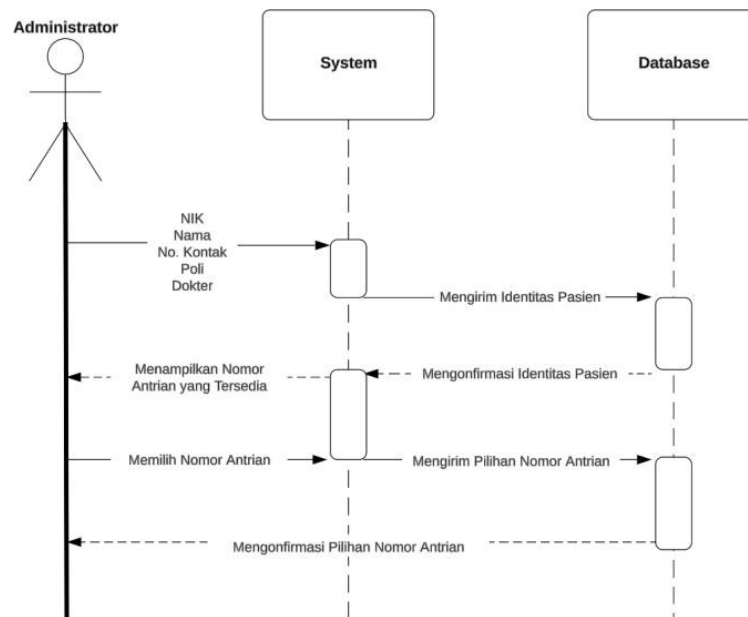 Administrator
System
Database
NIK
Nama
No. Kontak
Poli
Dokter
Mengirim Identitas Pasien
Menampilkan Nomor
Antrian yang Tersedia
Mengonfirmasi Identitas Pasien
Memilih Nomor Antrian
Mengirim Pilihan Nomor Antrian
Mengonfirmasi Pilihan Nomor Antrian